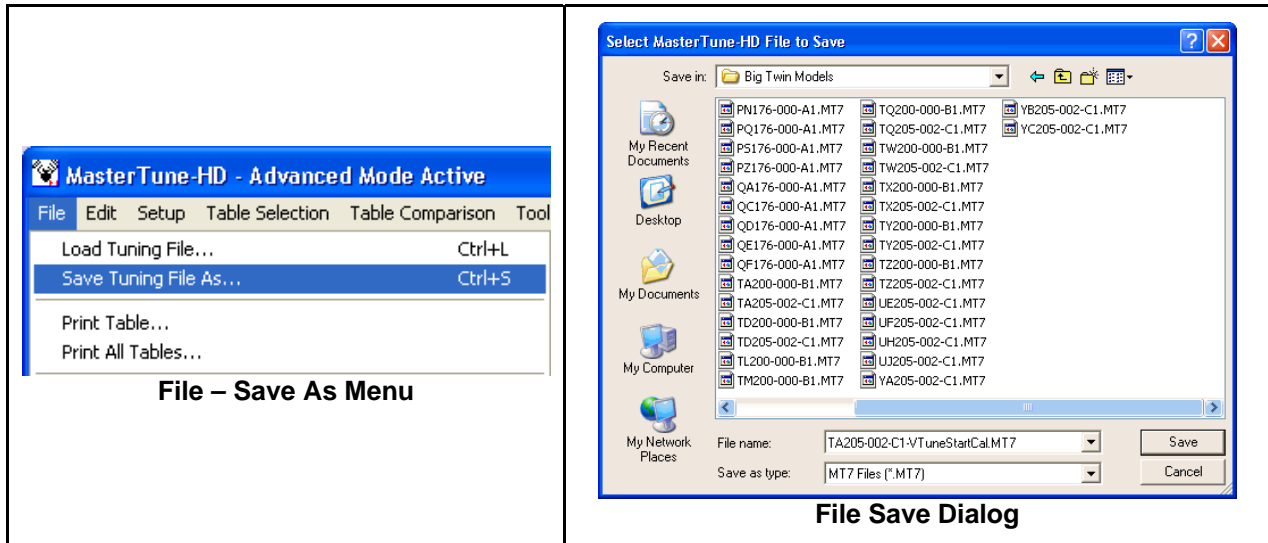 MasterTune-HD - Advanced Mode Active
File Edit Setup Table Selection Table Comparison Tool
Load Tuning File... Ctrl+L
Save Tuning File As... Ctrl+S
Print Table...
Print All Tables...
File – Save As Menu
Select MasterTune-HD File to Save
Save in: Big Twin Models
My Recent Documents
Desktop
My Documents
My Computer
My Network Places
PN176-000-A1.MT7
PQ176-000-A1.MT7
PS176-000-A1.MT7
PZ176-000-A1.MT7
QA176-000-A1.MT7
QC176-000-A1.MT7
QD176-000-A1.MT7
QE176-000-A1.MT7
QF176-000-A1.MT7
TA200-000-B1.MT7
TA205-002-C1.MT7
TD200-000-B1.MT7
TD205-002-C1.MT7
TL200-000-B1.MT7
TM200-000-B1.MT7
TQ200-000-B1.MT7
TQ205-002-C1.MT7
TW200-000-B1.MT7
TW205-002-C1.MT7
TX200-000-B1.MT7
TX205-002-C1.MT7
TY200-000-B1.MT7
TY205-002-C1.MT7
TZ200-000-B1.MT7
TZ205-002-C1.MT7
UE205-002-C1.MT7
UF205-002-C1.MT7
UH205-002-C1.MT7
UJ205-002-C1.MT7
YA205-002-C1.MT7
YB205-002-C1.MT7
YC205-002-C1.MT7
File name: TA205-002-C1-VTuneStartCal.MT7 Save
Save as type: MT7 Files (*.MT7) Cancel
File Save Dialog